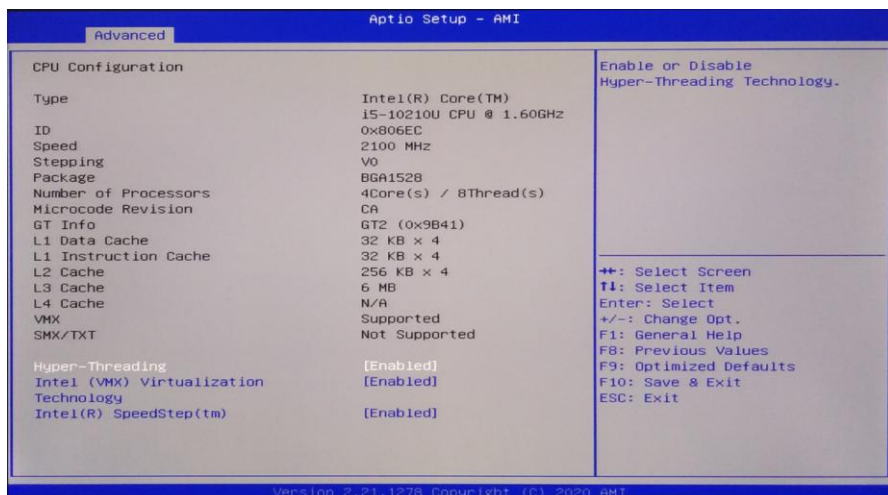 Aptio Setup - AMI
Advanced
CPU Configuration
Type Intel(R) Core(TM)
i5-10210U CPU @ 1.60GHz
ID 0x806EC
Speed 2100 MHz
Stepping V0
Package BGA1528
Number of Processors 4Core(s) / 8Thread(s)
Microcode Revision CA
GT Info GT2 (0x9B41)
L1 Data Cache 32 KB x 4
L1 Instruction Cache 32 KB x 4
L2 Cache 256 KB x 4
L3 Cache 6 MB
L4 Cache N/A
VMX Supported
SMX/TXT Not Supported
Hyper-Threading [Enabled]
Intel (VMX) Virtualization [Enabled]
Technology
Intel(R) SpeedStep(tm) [Enabled]
Enable or Disable
Hyper-Threading Technology.
→←: Select Screen
↑↓: Select Item
Enter: Select
+/-: Change Opt.
F1: General Help
F8: Previous Values
F9: Optimized Defaults
F10: Save & Exit
ESC: Exit
Version 2.21.1278 Copyright (C) 2020 AMI